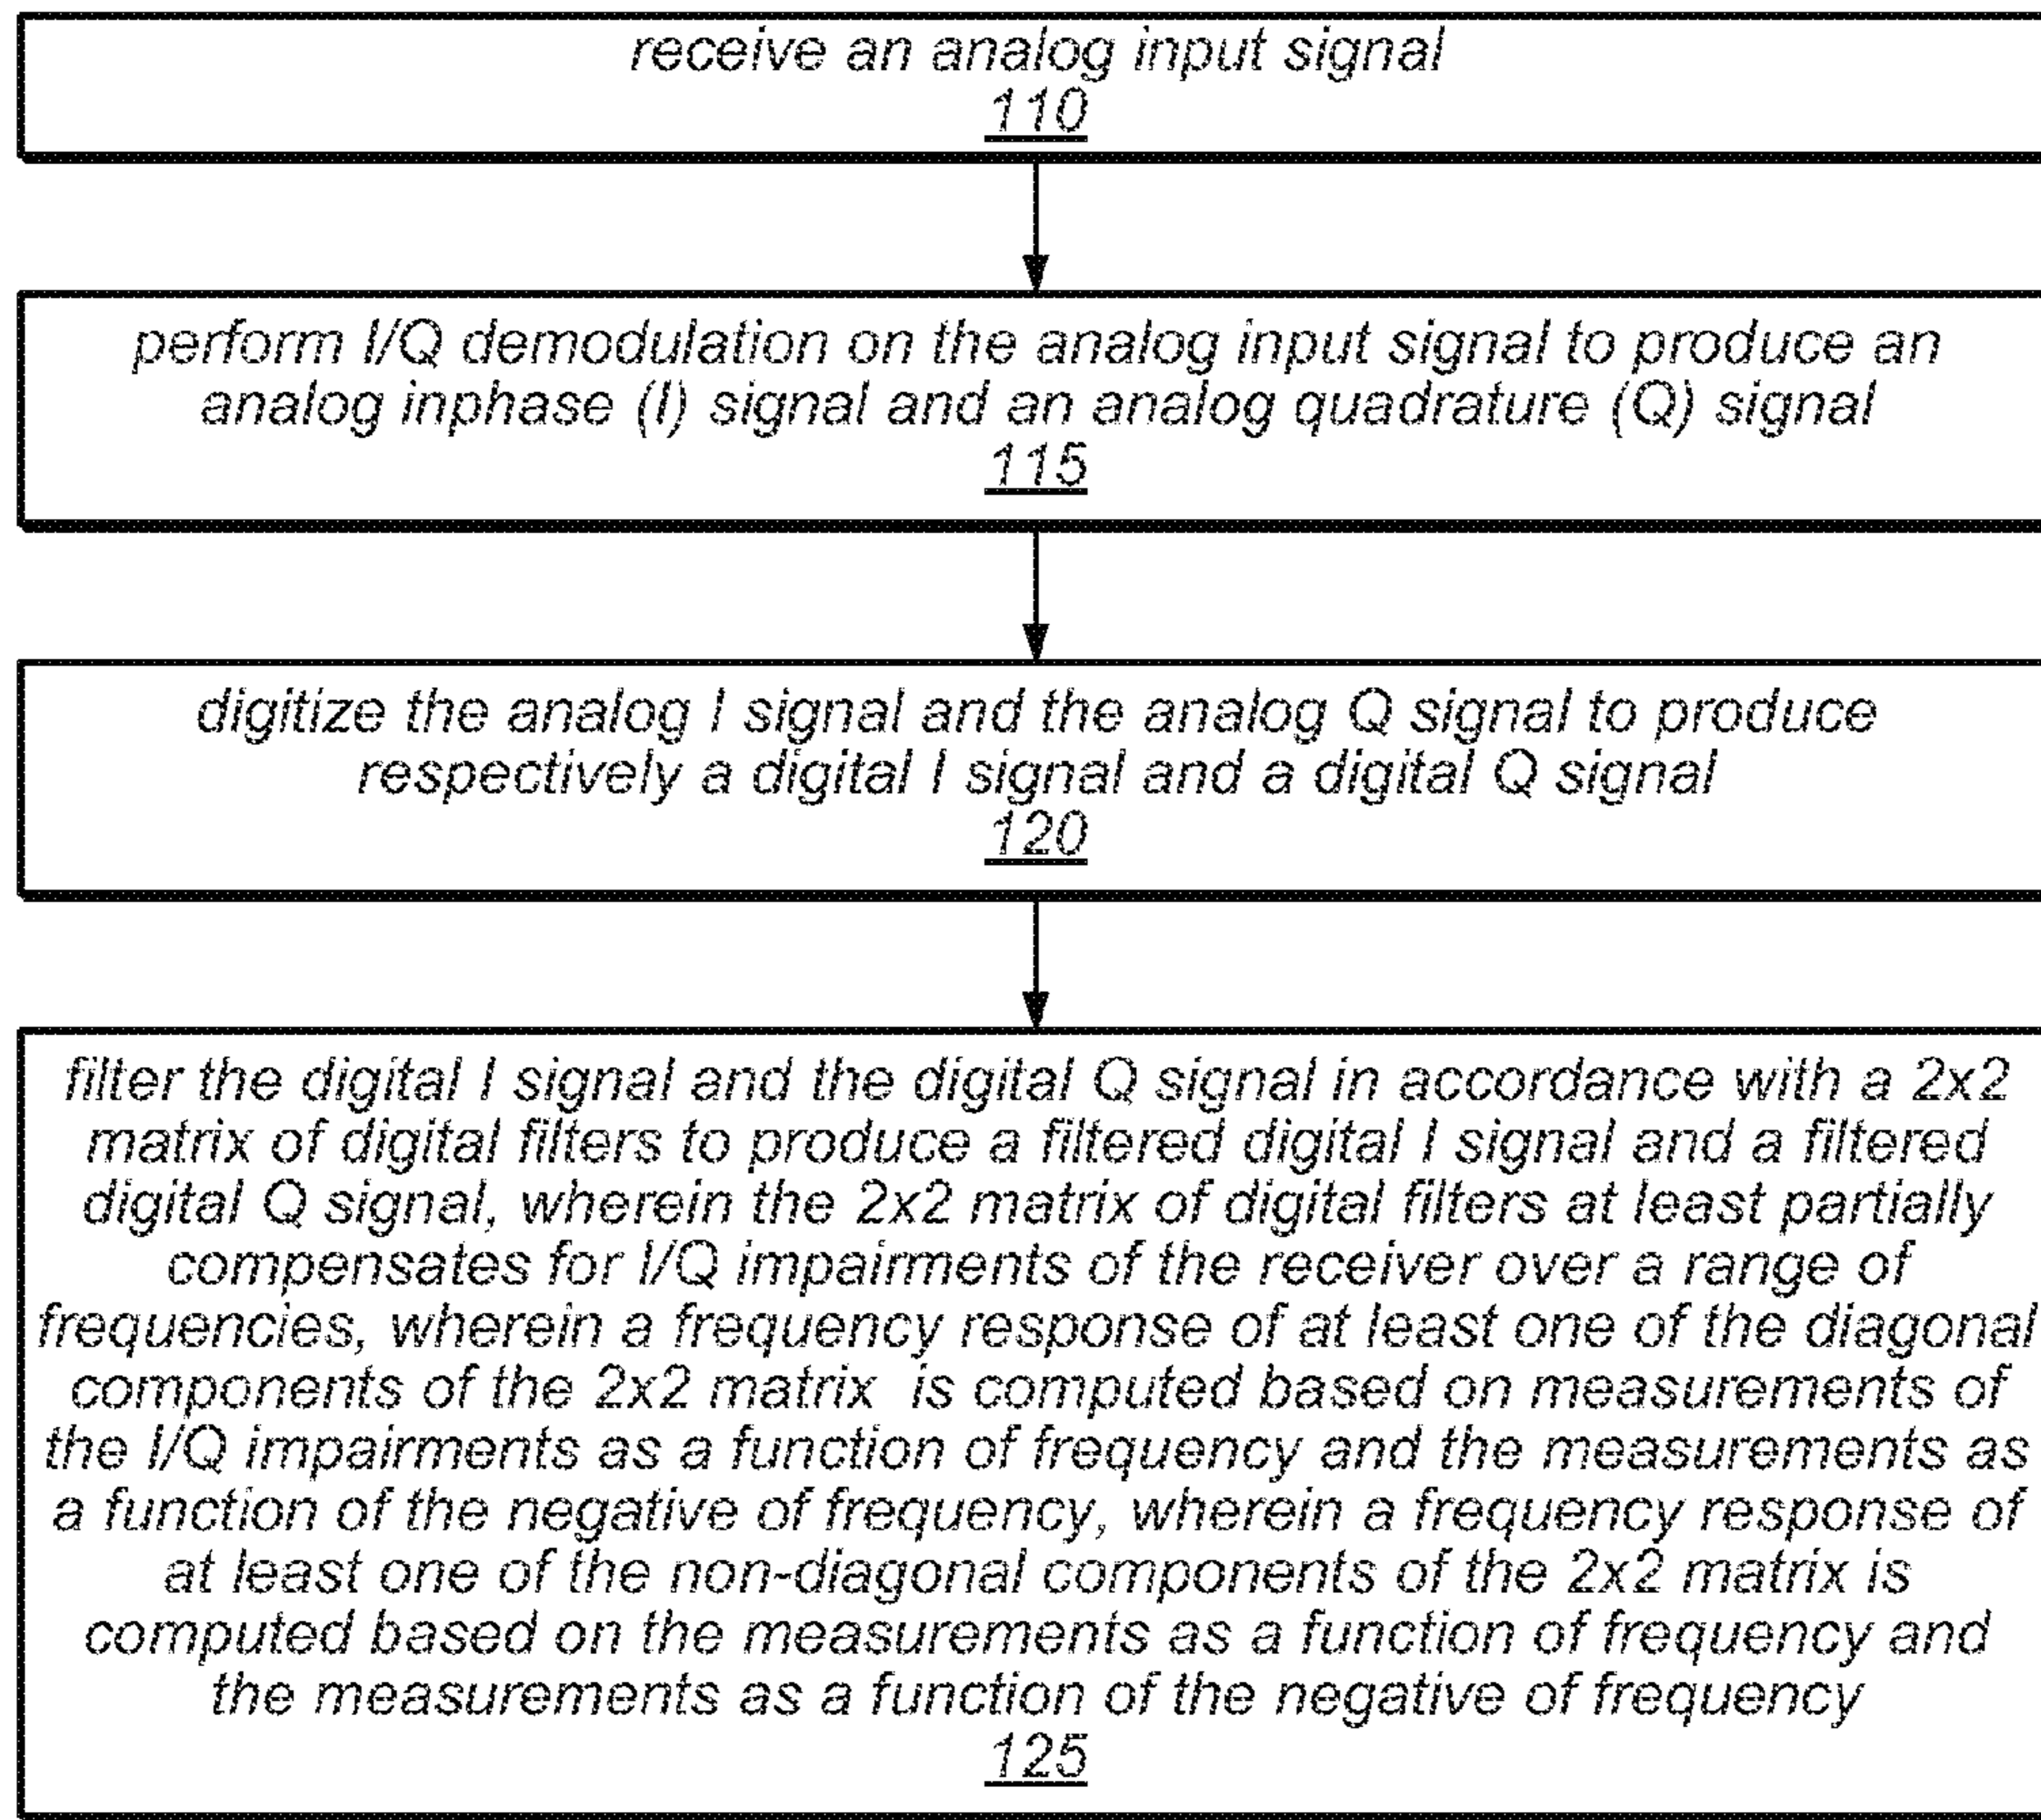 receive an analog input signal
110
perform I/Q demodulation on the analog input signal to produce an
analog inphase (I) signal and an analog quadrature (Q) signal
115
digitize the analog I signal and the analog Q signal to produce
respectively a digital I signal and a digital Q signal
120
filter the digital I signal and the digital Q signal in accordance with a 2x2
matrix of digital filters to produce a filtered digital I signal and a filtered
digital Q signal, wherein the 2x2 matrix of digital filters at least partially
compensates for I/Q impairments of the receiver over a range of
frequencies, wherein a frequency response of at least one of the diagonal
components of the 2x2 matrix is computed based on measurements of
the I/Q impairments as a function of frequency and the measurements as
a function of the negative of frequency, wherein a frequency response of
at least one of the non-diagonal components of the 2x2 matrix is
computed based on the measurements as a function of frequency and
the measurements as a function of the negative of frequency
125